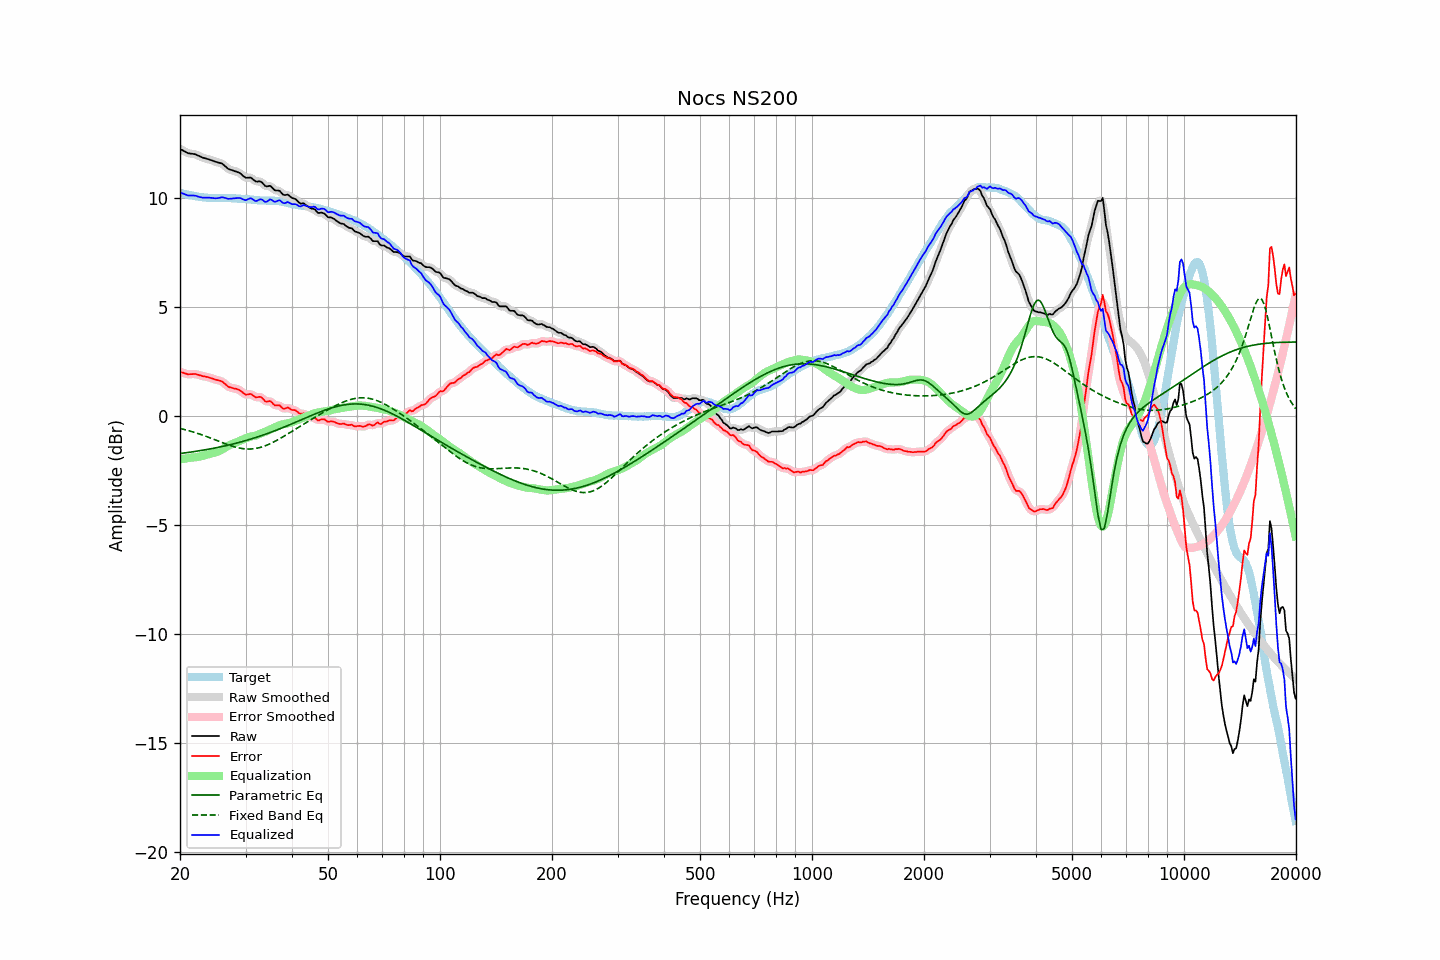 Nocs NS200
Amplitude (dBr)
10
5
0
−5
−10
−15
−20
Target
Raw Smoothed
Error Smoothed
Raw
Error
Equalization
Parametric Eq
Fixed Band Eq
Equalized
20 50 100 200 500 1000 2000 5000 10000 20000
Frequency (Hz)